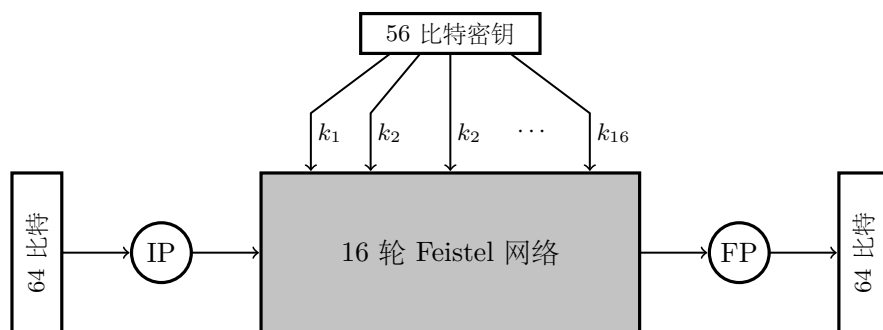 56 比特密钥
k₁
k₂
k₂
···
k₁₆
64 比特
IP
16 轮 Feistel 网络
FP
64 比特